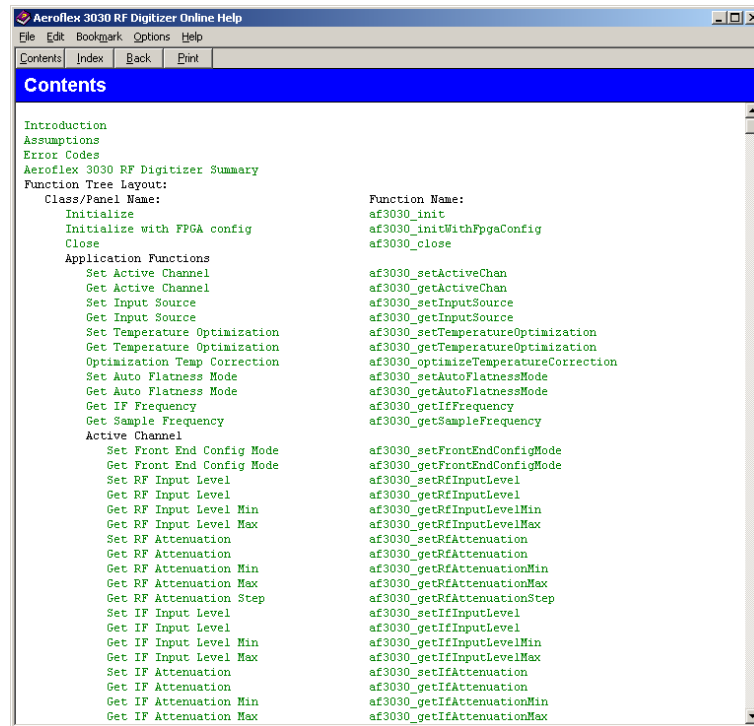 Aeroflex 3030 RF Digitizer Online Help
File Edit Bookmark Options Help
Contents Index Back Print
Contents
Introduction
Assumptions
Error Codes
Aeroflex 3030 RF Digitizer Summary
Function Tree Layout:
Class/Panel Name: Function Name:
Initialize af3030_init
Initialize with FPGA config af3030_initWithFpgaConfig
Close af3030_close
Application Functions
Set Active Channel af3030_setActiveChan
Get Active Channel af3030_getActiveChan
Set Input Source af3030_setInputSource
Get Input Source af3030_getInputSource
Set Temperature Optimization af3030_setTemperatureOptimization
Get Temperature Optimization af3030_getTemperatureOptimization
Optimization Temp Correction af3030_optimizeTemperatureCorrection
Set Auto Flatness Mode af3030_setAutoFlatnessMode
Get Auto Flatness Mode af3030_getAutoFlatnessMode
Get IF Frequency af3030_getIfFrequency
Get Sample Frequency af3030_getSampleFrequency
Active Channel
Set Front End Config Mode af3030_setFrontEndConfigMode
Get Front End Config Mode af3030_getFrontEndConfigMode
Set RF Input Level af3030_setRfInputLevel
Get RF Input Level af3030_getRfInputLevel
Get RF Input Level Min af3030_getRfInputLevelMin
Get RF Input Level Max af3030_getRfInputLevelMax
Set RF Attenuation af3030_setRfAttenuation
Get RF Attenuation af3030_getRfAttenuation
Get RF Attenuation Min af3030_getRfAttenuationMin
Get RF Attenuation Max af3030_getRfAttenuationMax
Get RF Attenuation Step af3030_getRfAttenuationStep
Set IF Input Level af3030_setIfInputLevel
Get IF Input Level af3030_getIfInputLevel
Get IF Input Level Min af3030_getIfInputLevelMin
Get IF Input Level Max af3030_getIfInputLevelMax
Set IF Attenuation af3030_setIfAttenuation
Get IF Attenuation af3030_getIfAttenuation
Get IF Attenuation Min af3030_getIfAttenuationMin
Get IF Attenuation Max af3030_getIfAttenuationMax